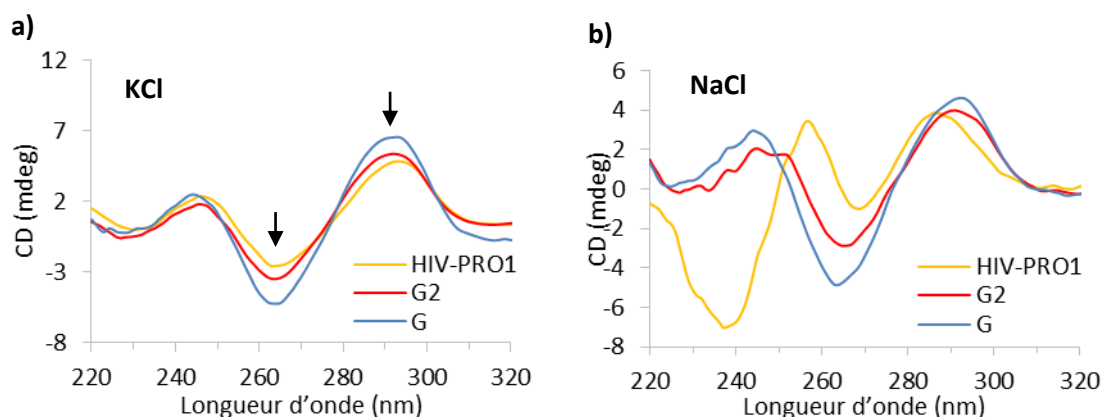 a)
KCl
CD (mdeg)
12
7
2
-3
-8
HIV-PRO1
G2
G
220 240 260 280 300 320
Longueur d’onde (nm)
b)
NaCl
CD (mdeg)
6
4
2
0
-2
-4
-6
-8
HIV-PRO1
G2
G
220 240 260 280 300 320
Longueur d’onde (nm)